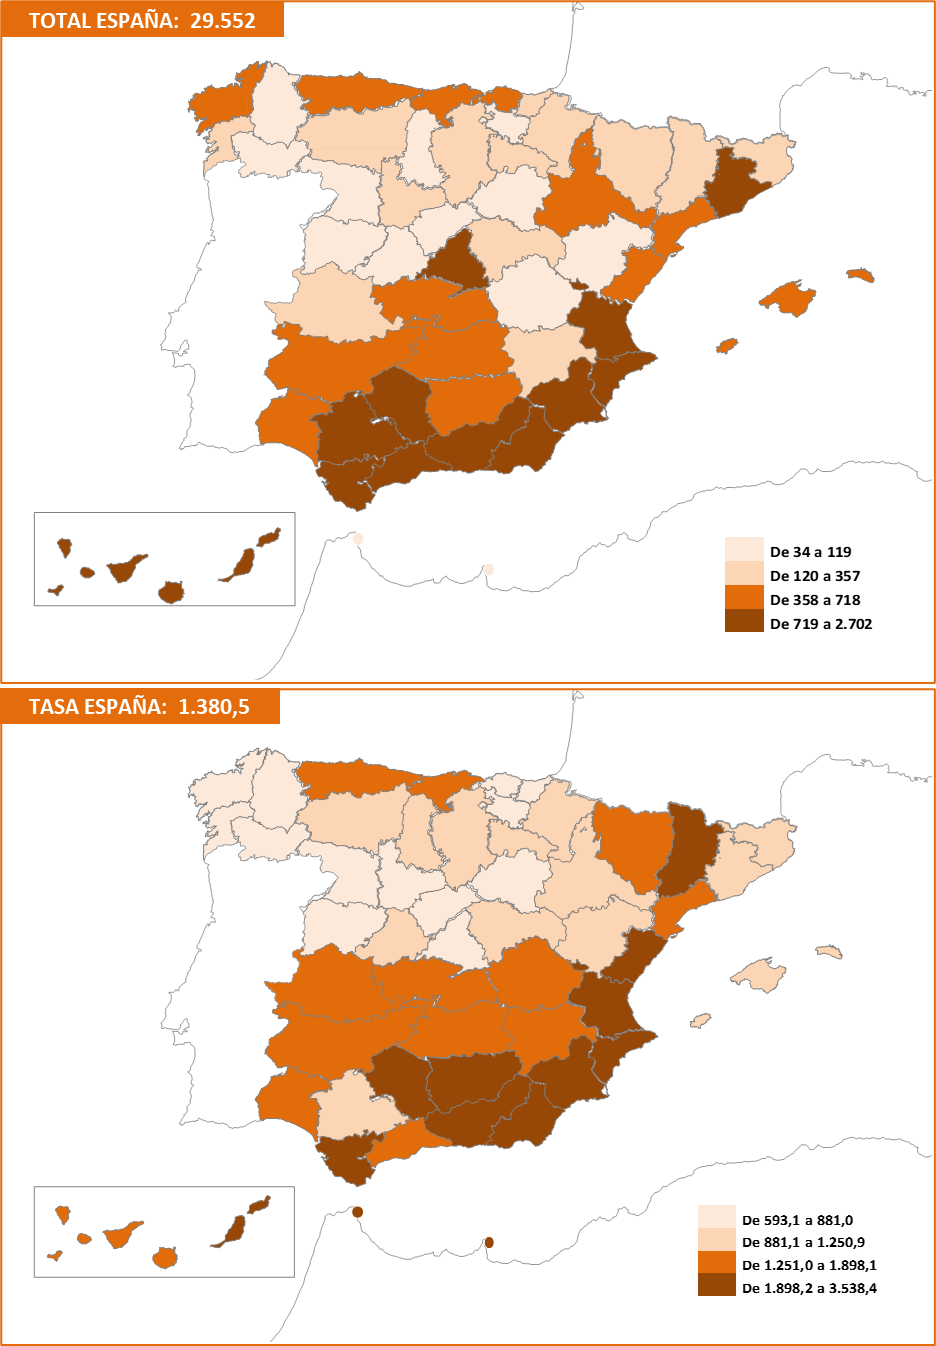 TOTAL ESPAÑA: 29.552
De 34 a 119
De 120 a 357
De 358 a 718
De 719 a 2.702
TASA ESPAÑA: 1.380,5
De 593,1 a 881,0
De 881,1 a 1.250,9
De 1.251,0 a 1.898,1
De 1.898,2 a 3.538,4